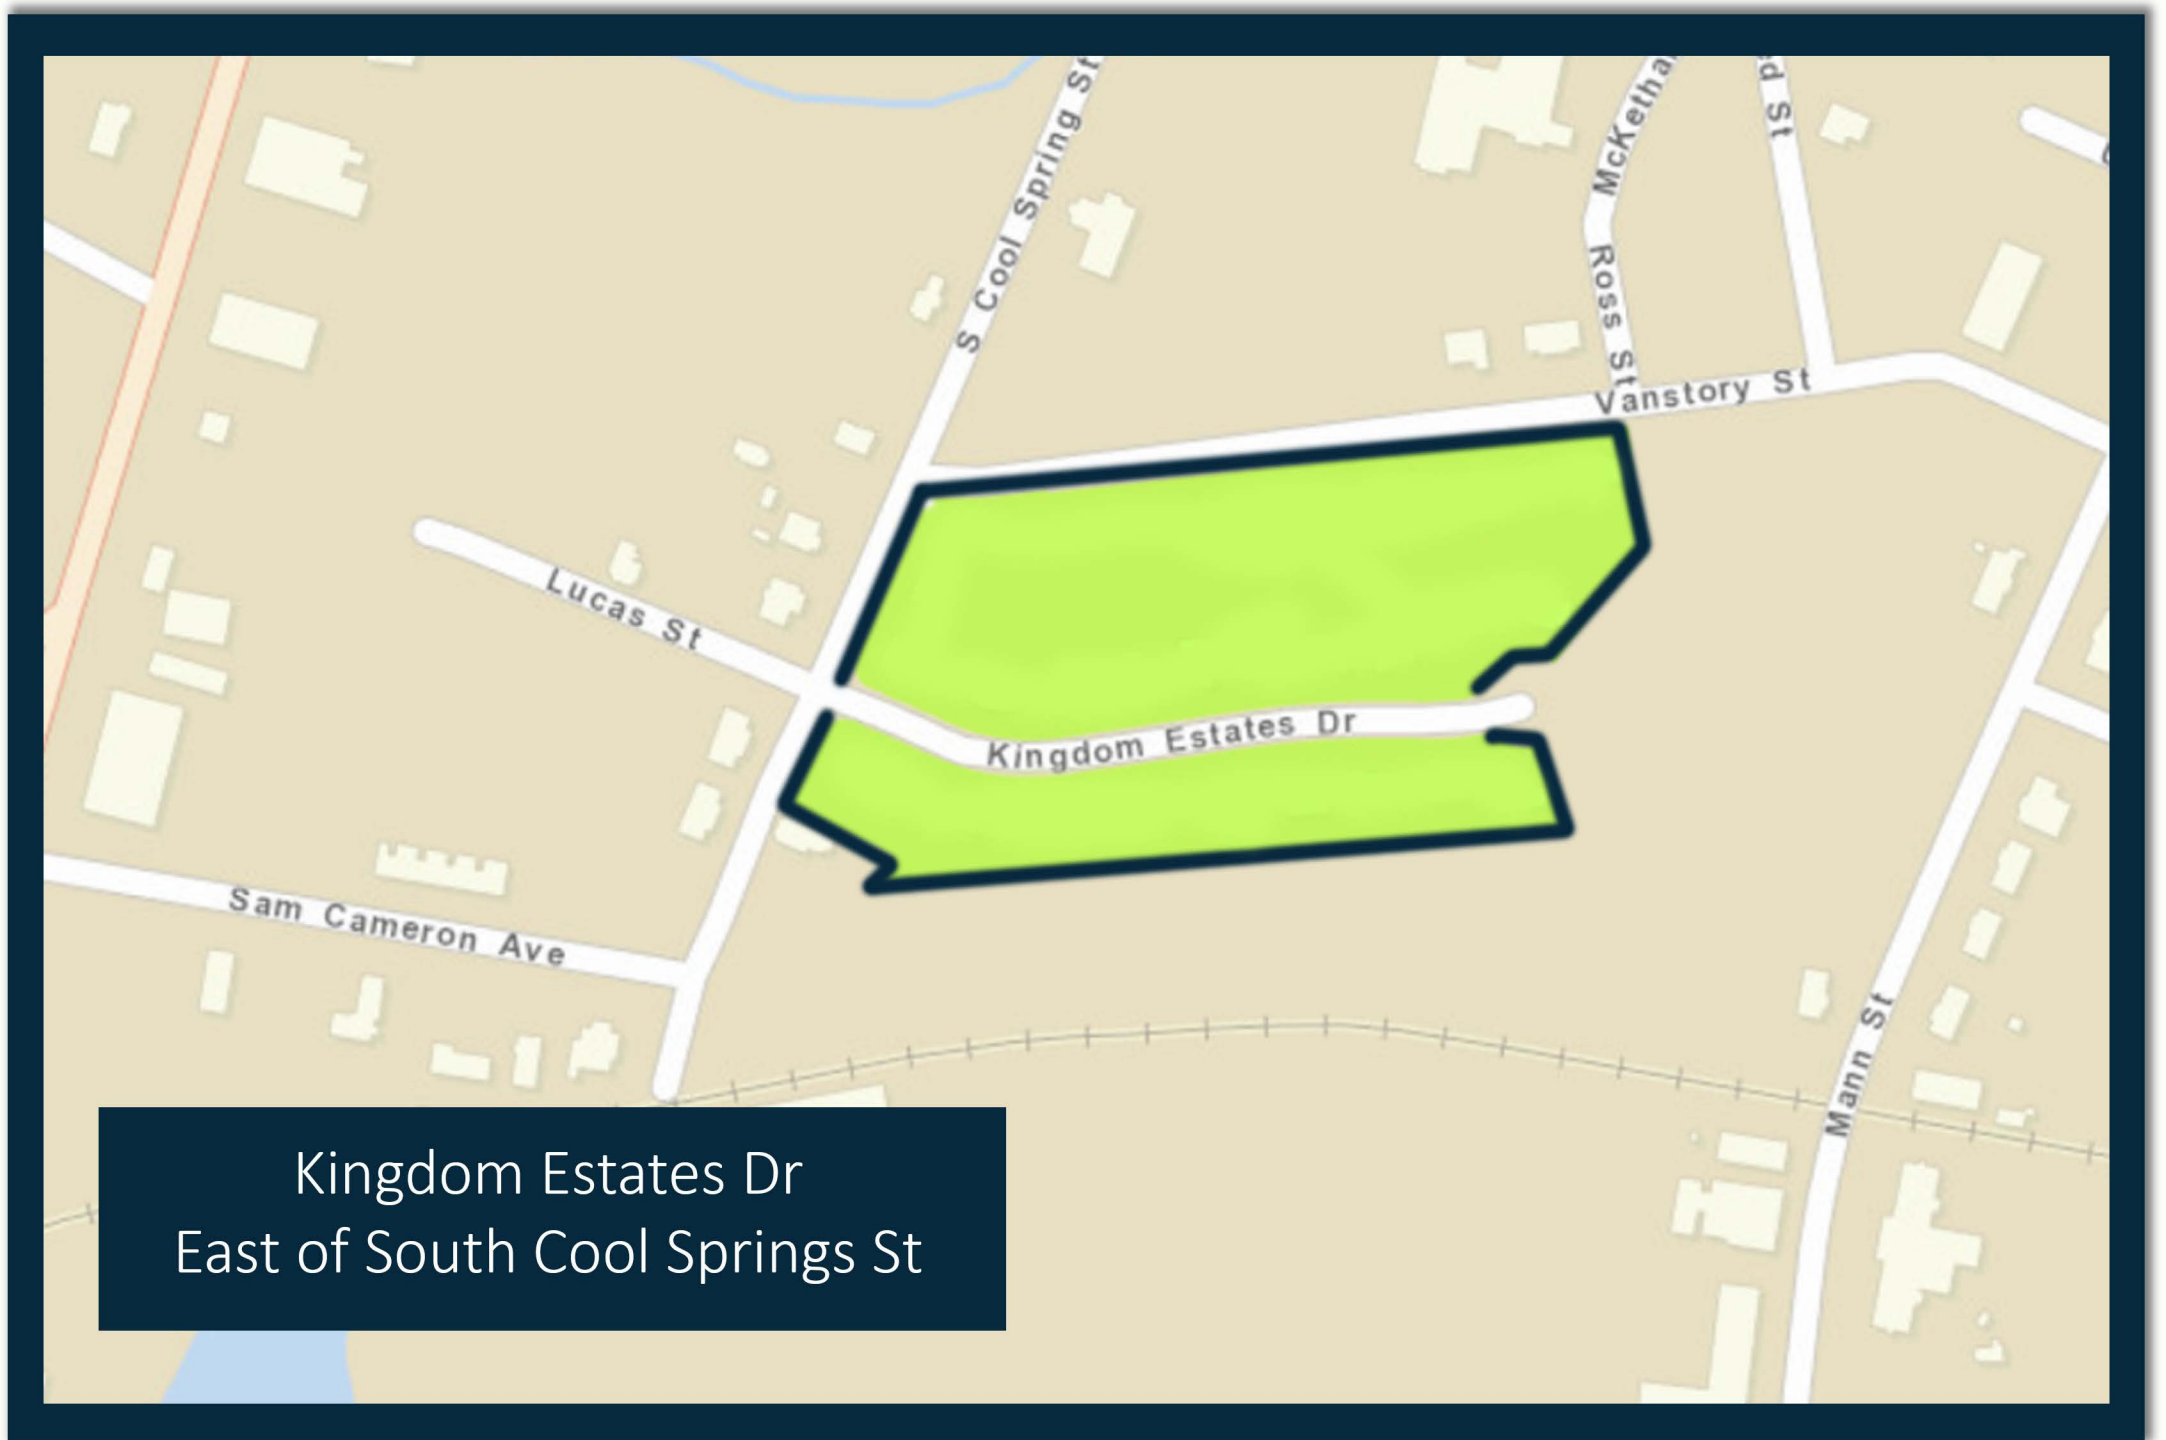 S Cool Spring St
McKetha
d St
Ross St
Vanstory St
Lucas St
Kingdom Estates Dr
Sam Cameron Ave
Mann St
Kingdom Estates Dr
East of South Cool Springs St